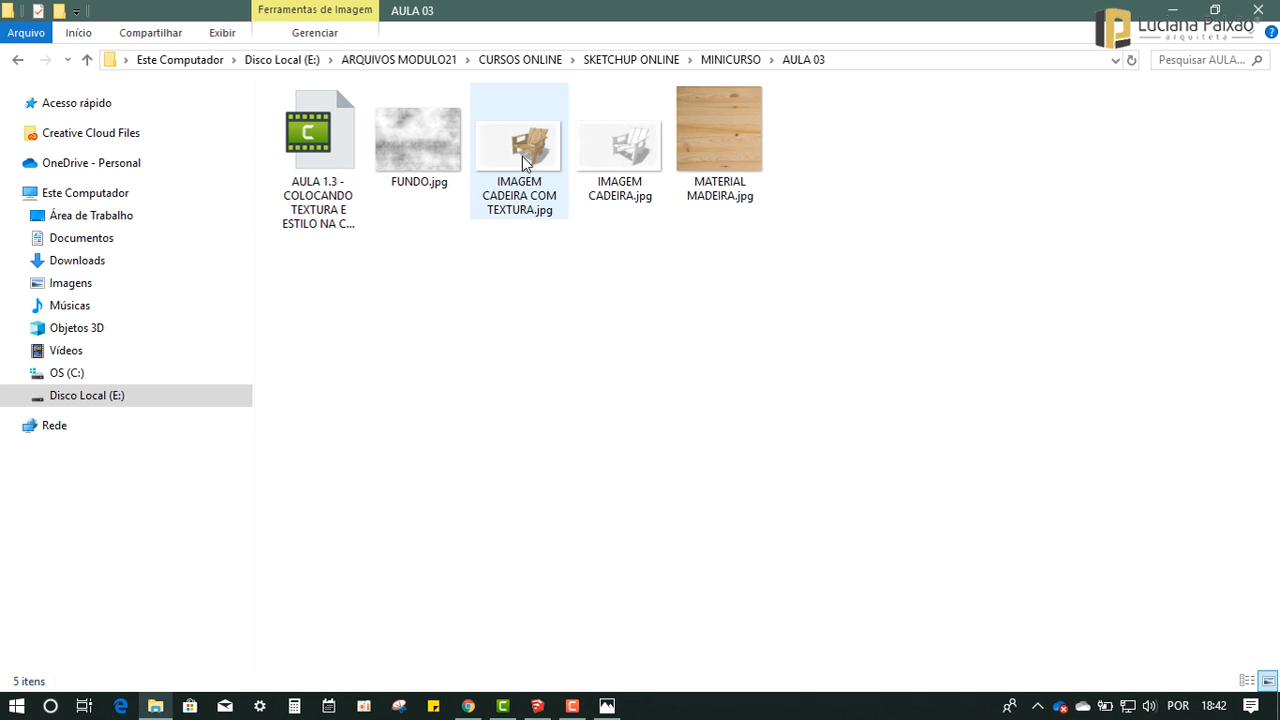 Ferramentas de Imagem
AULA 03
Luciana Paixão
arquiteta
Arquivo
Início
Compartilhar
Exibir
Gerenciar
Este Computador
Disco Local (E:)
ARQUIVOS MODULO21
CURSOS ONLINE
SKETCHUP ONLINE
MINICURSO
AULA 03
Pesquisar AULA...
Acesso rápido
Creative Cloud Files
OneDrive - Personal
Este Computador
Área de Trabalho
Documentos
Downloads
Imagens
Músicas
Objetos 3D
Vídeos
OS (C:)
Disco Local (E:)
Rede
AULA 1.3 -
COLOCANDO
TEXTURA E
ESTILO NA C...
FUNDO.jpg
IMAGEM
CADEIRA COM
TEXTURA.jpg
IMAGEM
CADEIRA.jpg
MATERIAL
MADEIRA.jpg
5 itens
POR
18:42